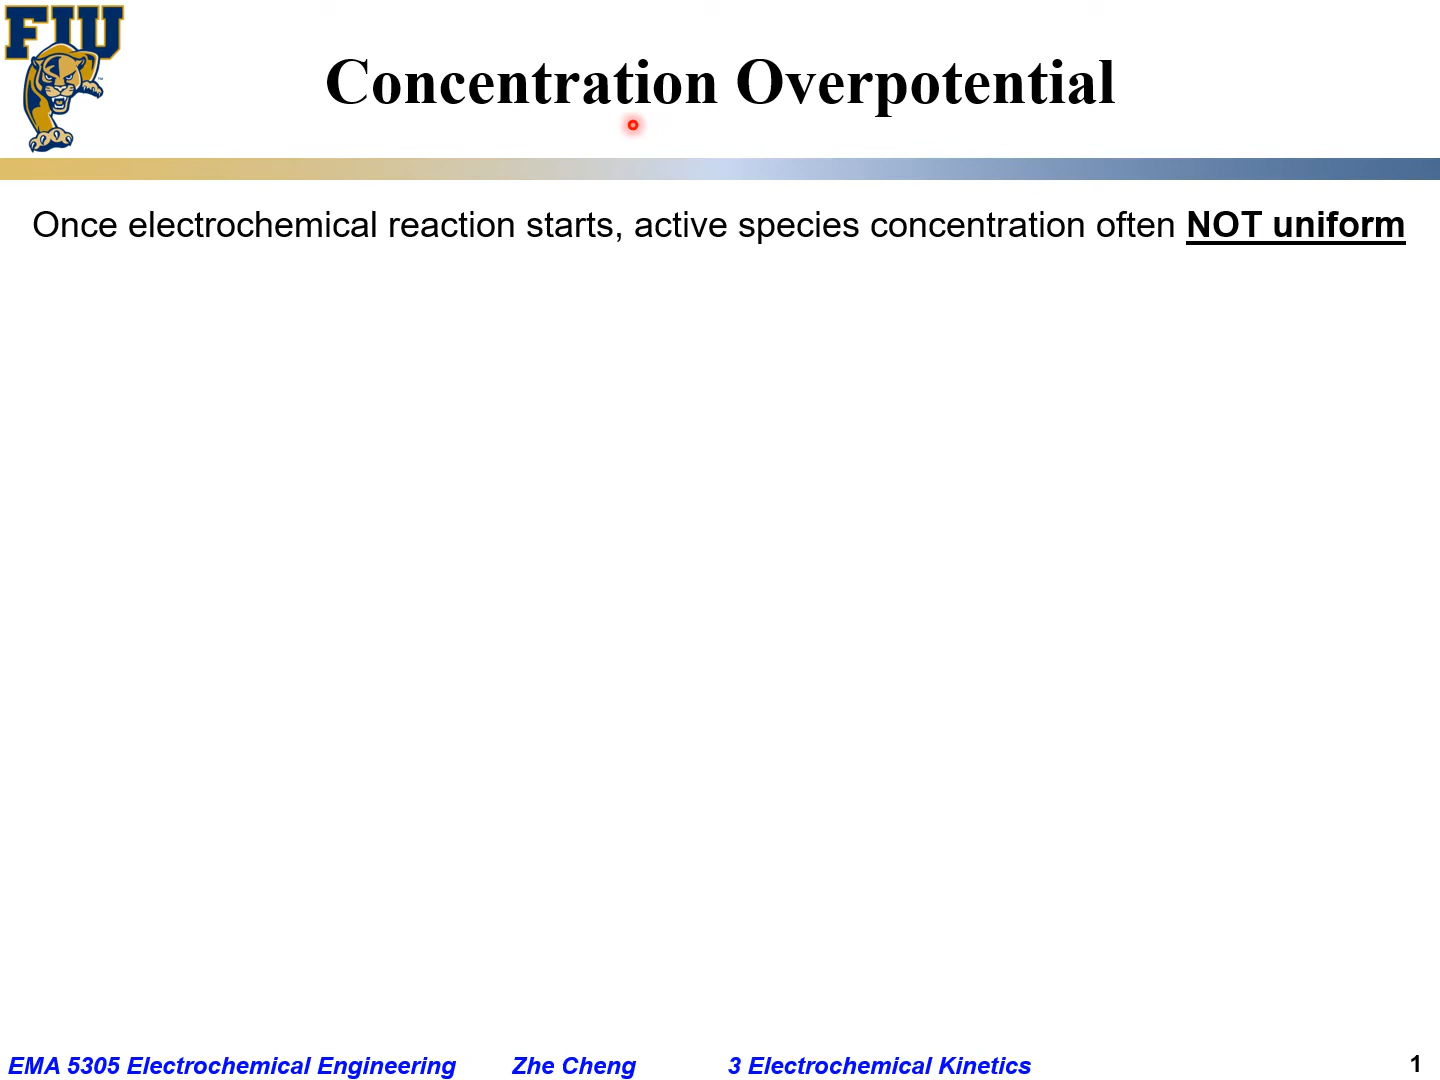 FIU
Concentration Overpotential
Once electrochemical reaction starts, active species concentration often NOT uniform
EMA 5305 Electrochemical Engineering Zhe Cheng 3 Electrochemical Kinetics 1